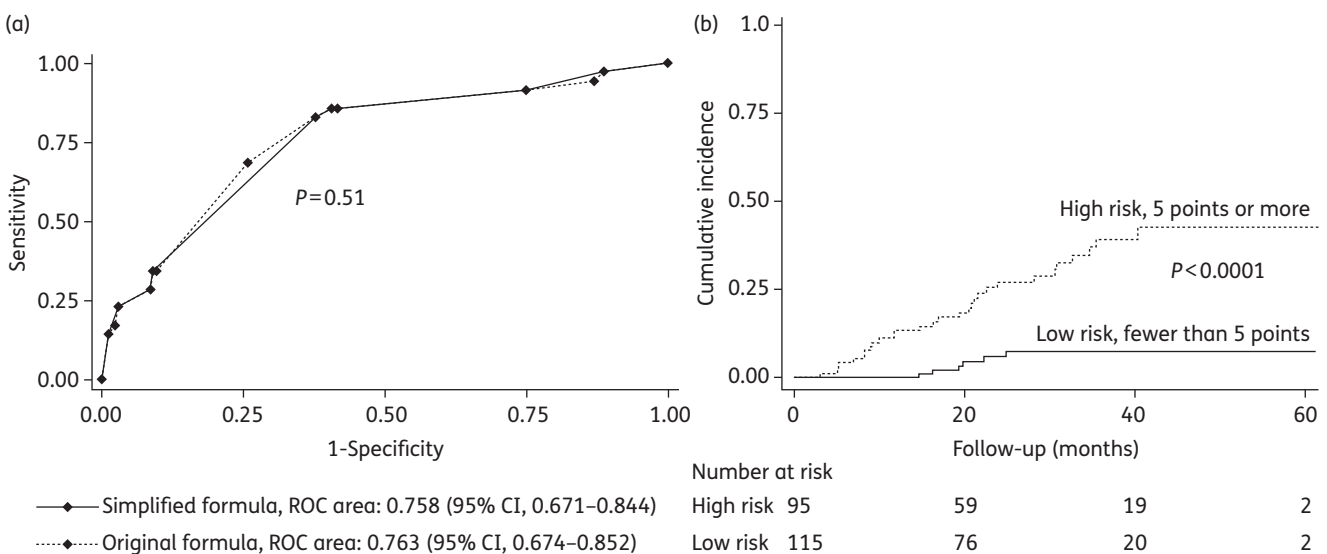 (a)
1.00
0.75
0.50
0.25
0.00
Sensitivity
P=0.51
0.00 0.25 0.50 0.75 1.00
1-Specificity
Simplified formula, ROC area: 0.758 (95% CI, 0.671–0.844)
Original formula, ROC area: 0.763 (95% CI, 0.674–0.852)
(b)
1.0
0.75
0.50
0.25
0.00
Cumulative incidence
High risk, 5 points or more
P<0.0001
Low risk, fewer than 5 points
0 20 40 60
Follow-up (months)
Number at risk
High risk 95 59 19 2
Low risk 115 76 20 2